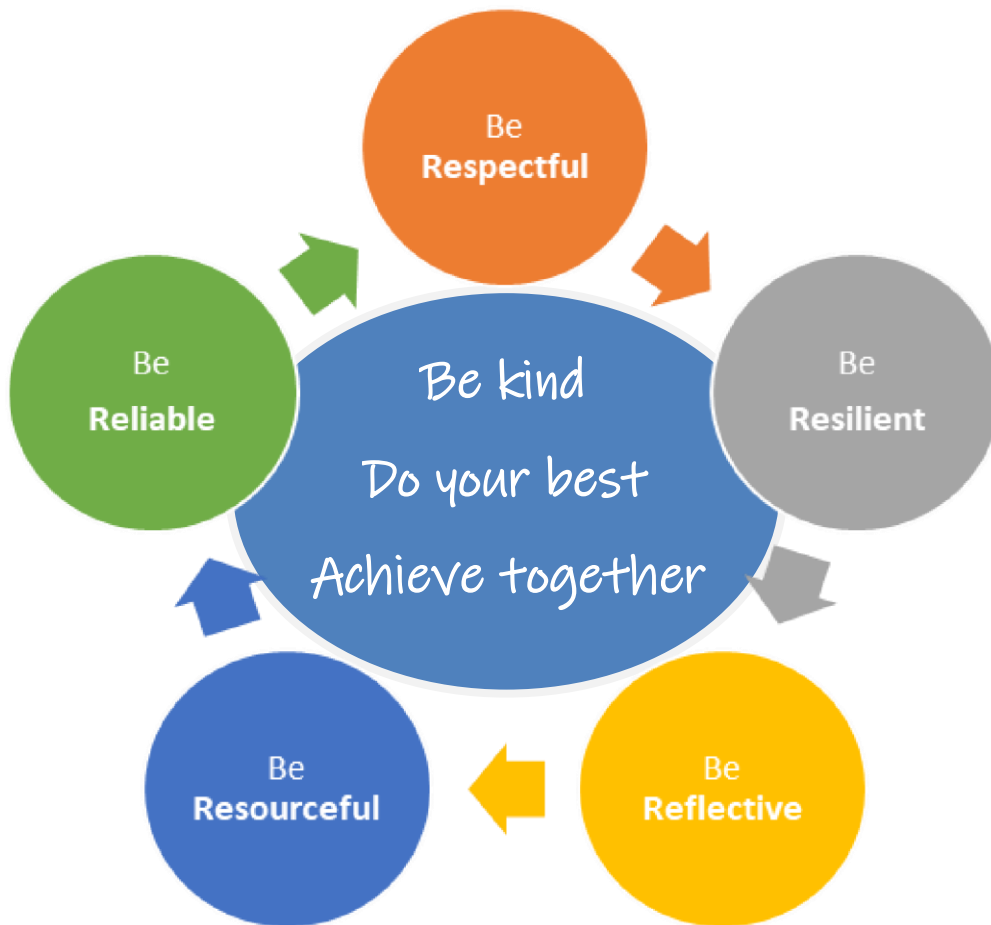 Be
Respectful
Be
Reliable
Be kind
Do your best
Achieve together
Be
Resilient
Be
Resourceful
Be
Reflective